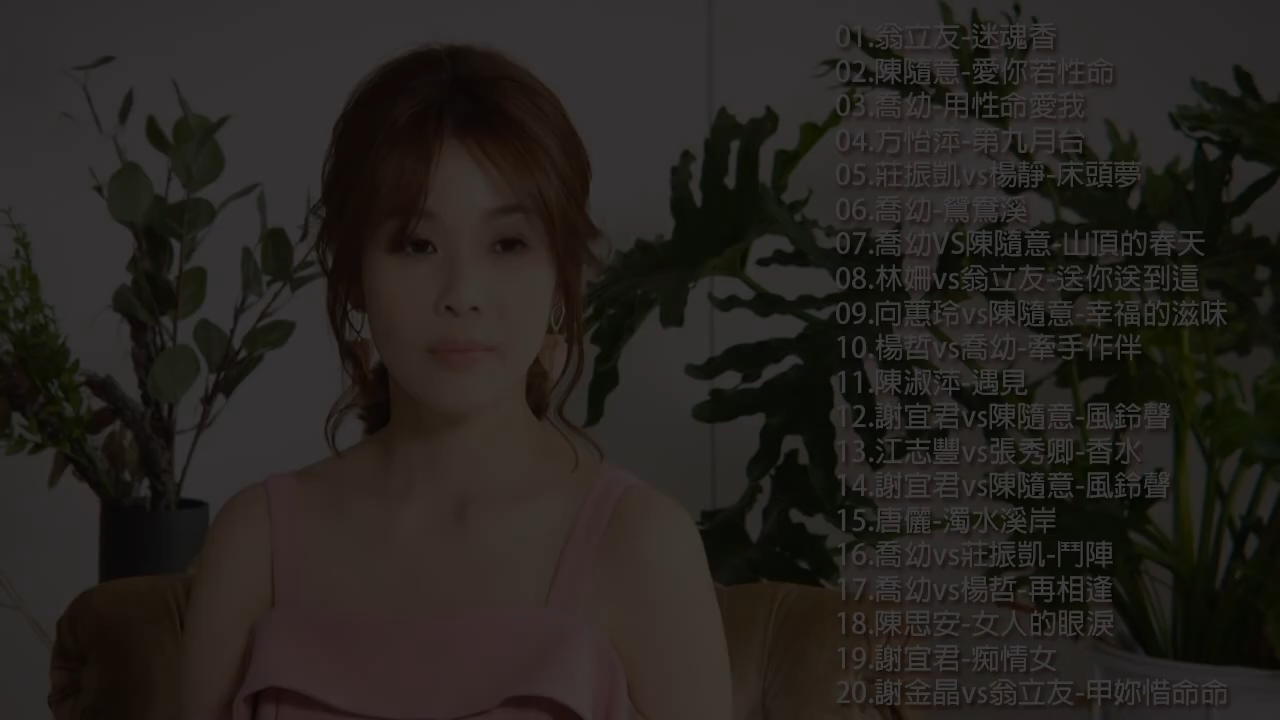 01.翁立友-迷魂香
02.陳隨意-愛你若性命
03.喬幼-用性命愛我
04.方怡萍-第九月台
05.莊振凱vs楊靜-床頭夢
06.喬幼-鴛鴦溪
07.喬幼VS陳隨意-山頂的春天
08.林姍vs翁立友-送你送到這
09.向蕙玲vs陳隨意-幸福的滋味
10.楊哲vs喬幼-牽手作伴
11.陳淑萍-遇見
12.謝宜君vs陳隨意-風鈴聲
13.江志豐vs張秀卿-香水
14.謝宜君vs陳隨意-風鈴聲
15.唐儷-濁水溪岸
16.喬幼vs莊振凱-鬥陣
17.喬幼vs楊哲-再相逢
18.陳思安-女人的眼淚
19.謝宜君-痴情女
20.謝金晶vs翁立友-甲妳惜命命